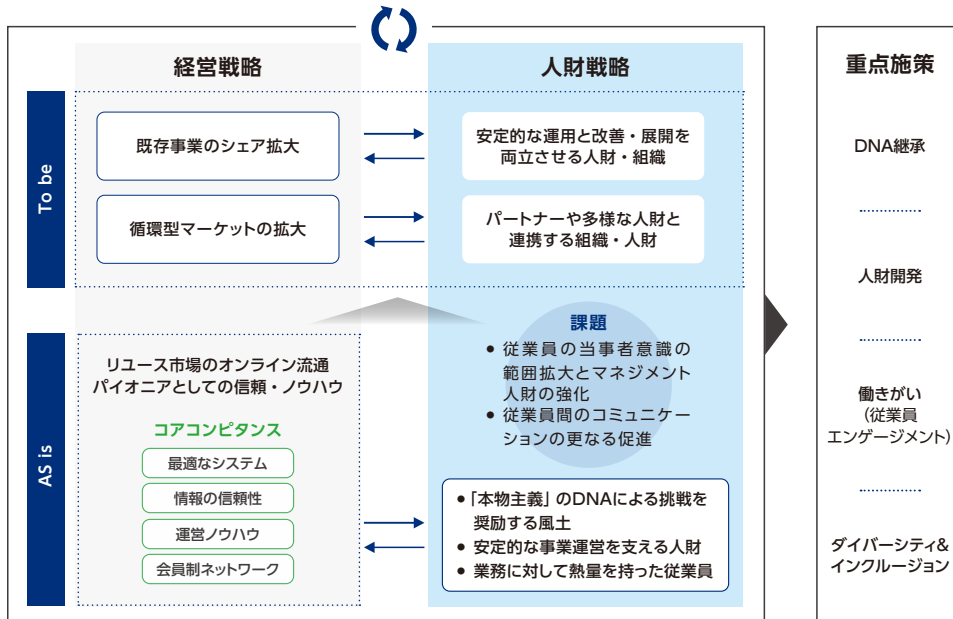 経営戦略
人財戦略
To be
既存事業のシェア拡大
安定的な運用と改善・展開を
両立させる人財・組織
循環型マーケットの拡大
パートナーや多様な人財と
連携する組織・人財
AS is
リユース市場のオンライン流通
パイオニアとしての信頼・ノウハウ
コアコンピタンス
最適なシステム
情報の信頼性
運営ノウハウ
会員制ネットワーク
課題
• 従業員の当事者意識の
範囲拡大とマネジメント
人財の強化
• 従業員間のコミュニケー
ションの更なる促進
• 「本物主義」のDNAによる挑戦を
奨励する風土
• 安定的な事業運営を支える人財
• 業務に対して熱量を持った従業員
重点施策
DNA継承
人財開発
働きがい
（従業員
エンゲージメント）
ダイバーシティ&
インクルージョン